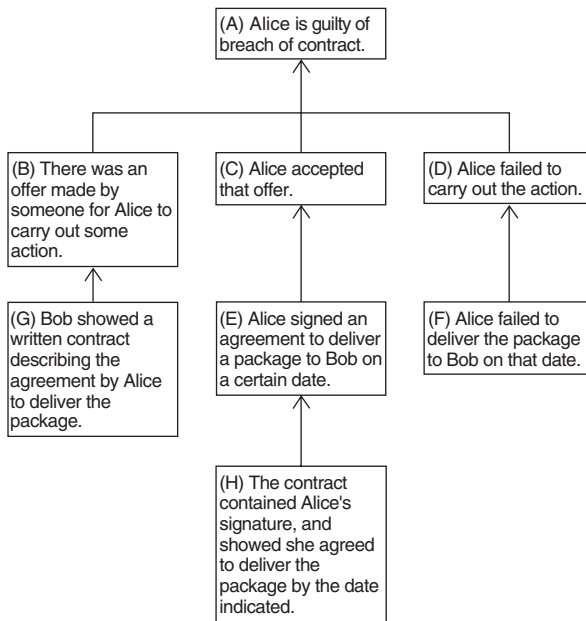 (A) Alice is guilty of
breach of contract.
(B) There was an
offer made by
someone for Alice to
carry out some
action.
(C) Alice accepted
that offer.
(D) Alice failed to
carry out the action.
(G) Bob showed a
written contract
describing the
agreement by Alice
to deliver the
package.
(E) Alice signed an
agreement to deliver
a package to Bob on
a certain date.
(F) Alice failed to
deliver the package
to Bob on that date.
(H) The contract
contained Alice's
signature, and
showed she agreed
to deliver the
package by the date
indicated.